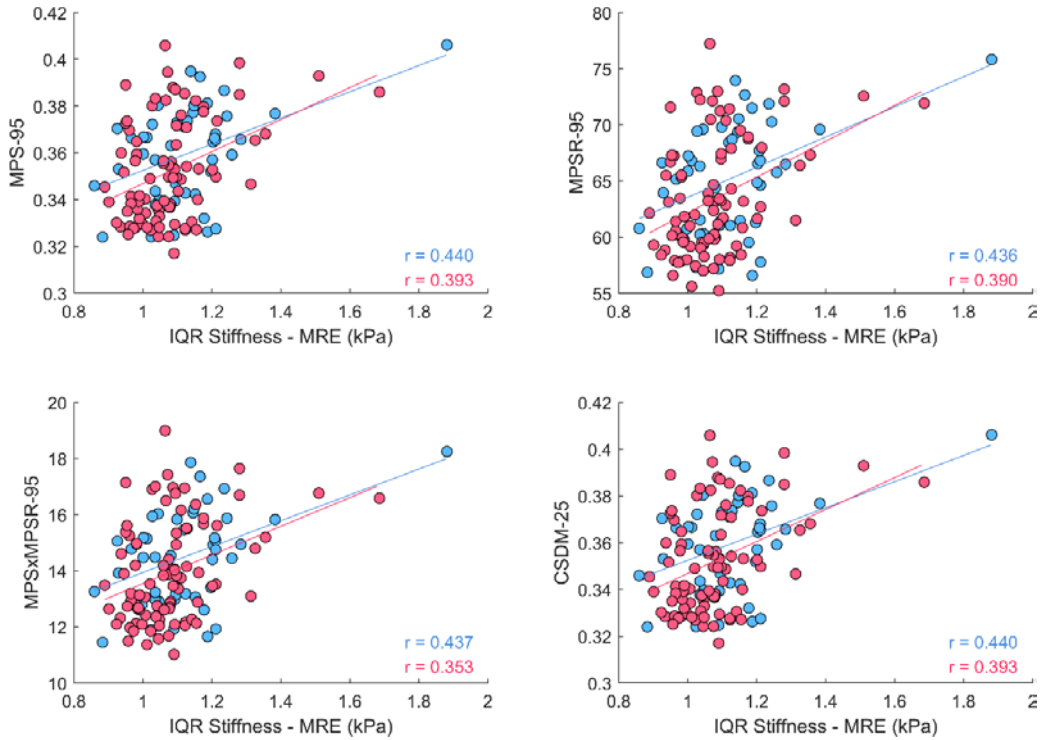 0.42
0.4
0.38
0.36
0.34
0.32
0.3
MPS-95
0.8 1 1.2 1.4 1.6 1.8 2
IQR Stiffness - MRE (kPa)
r = 0.440
r = 0.393
80
75
70
65
60
55
MPSR-95
0.8 1 1.2 1.4 1.6 1.8 2
IQR Stiffness - MRE (kPa)
r = 0.436
r = 0.390
20
18
16
14
12
10
MPSxMPSR-95
0.8 1 1.2 1.4 1.6 1.8 2
IQR Stiffness - MRE (kPa)
r = 0.437
r = 0.353
0.42
0.4
0.38
0.36
0.34
0.32
0.3
CSDM-25
0.8 1 1.2 1.4 1.6 1.8 2
IQR Stiffness - MRE (kPa)
r = 0.440
r = 0.393